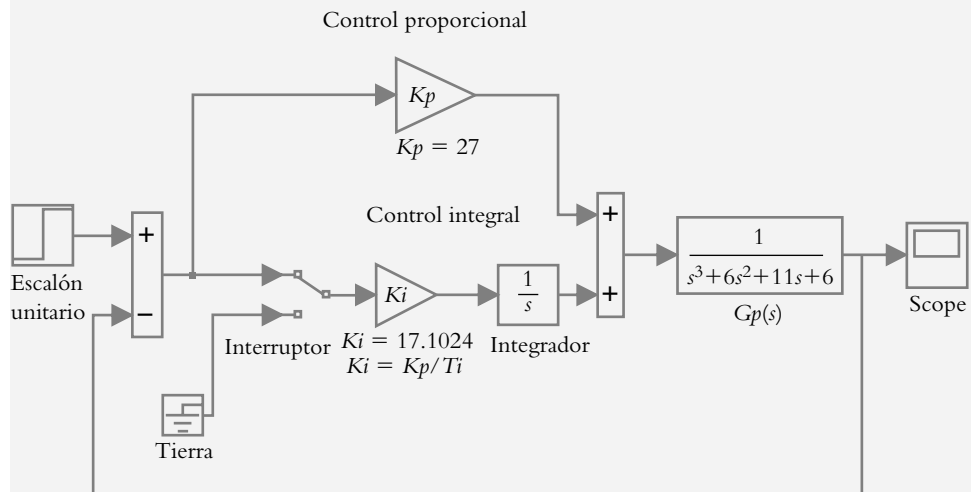 Control proporcional
Kp
Kp = 27
Control integral
+
−
Escalón
unitario
Interruptor
Ki
Ki = 17.1024
Ki = Kp/Ti
1
s
Integrador
+
+
1
s³+6s²+11s+6
Gp(s)
Scope
Tierra